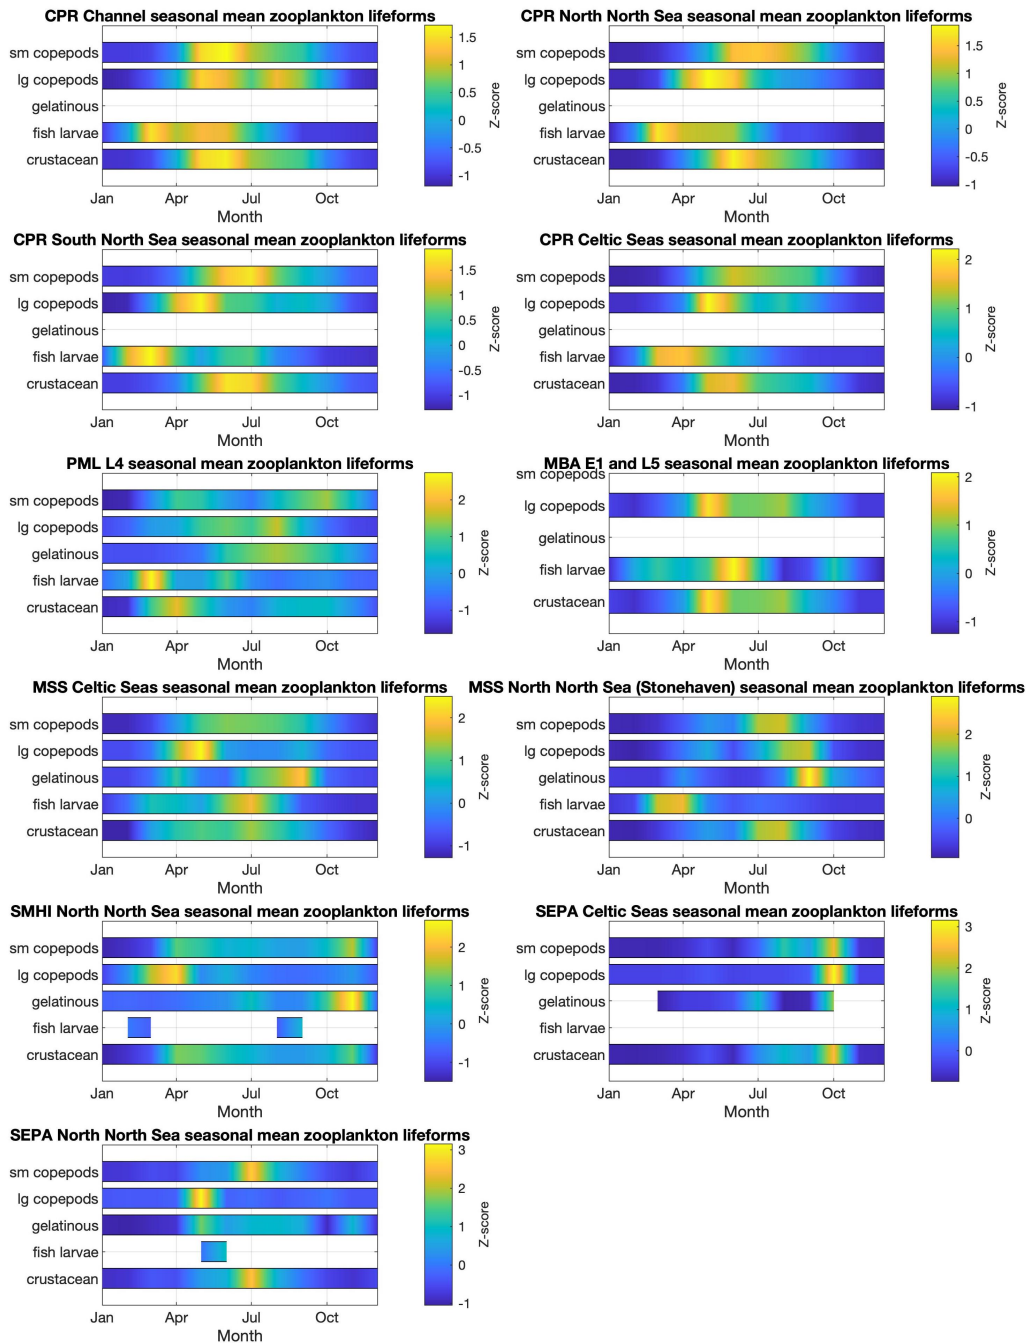 CPR Channel seasonal mean zooplankton lifeforms
sm copepods
lg copepods
gelatinous
fish larvae
crustacean
Jan Apr Jul Oct
Month
1.5
1
0.5
0
-0.5
-1
Z-score
CPR North North Sea seasonal mean zooplankton lifeforms
sm copepods
lg copepods
gelatinous
fish larvae
crustacean
Jan Apr Jul Oct
Month
1.5
1
0.5
0
-0.5
-1
Z-score
CPR South North Sea seasonal mean zooplankton lifeforms
sm copepods
lg copepods
gelatinous
fish larvae
crustacean
Jan Apr Jul Oct
Month
1.5
1
0.5
0
-0.5
-1
Z-score
CPR Celtic Seas seasonal mean zooplankton lifeforms
sm copepods
lg copepods
gelatinous
fish larvae
crustacean
Jan Apr Jul Oct
Month
2
1
0
-1
Z-score
PML L4 seasonal mean zooplankton lifeforms
sm copepods
lg copepods
gelatinous
fish larvae
crustacean
Jan Apr Jul Oct
Month
2
1
0
-1
Z-score
MBA E1 and L5 seasonal mean zooplankton lifeforms
sm copepods
lg copepods
gelatinous
fish larvae
crustacean
Jan Apr Jul Oct
Month
2
1
0
-1
Z-score
MSS Celtic Seas seasonal mean zooplankton lifeforms
sm copepods
lg copepods
gelatinous
fish larvae
crustacean
Jan Apr Jul Oct
Month
2
1
0
-1
Z-score
MSS North North Sea (Stonehaven) seasonal mean zooplankton lifeforms
sm copepods
lg copepods
gelatinous
fish larvae
crustacean
Jan Apr Jul Oct
Month
2
1
0
Z-score
SMHI North North Sea seasonal mean zooplankton lifeforms
sm copepods
lg copepods
gelatinous
fish larvae
crustacean
Jan Apr Jul Oct
Month
2
1
0
-1
Z-score
SEPA Celtic Seas seasonal mean zooplankton lifeforms
sm copepods
lg copepods
gelatinous
fish larvae
crustacean
Jan Apr Jul Oct
Month
3
2
1
0
Z-score
SEPA North North Sea seasonal mean zooplankton lifeforms
sm copepods
lg copepods
gelatinous
fish larvae
crustacean
Jan Apr Jul Oct
Month
3
2
1
0
-1
Z-score